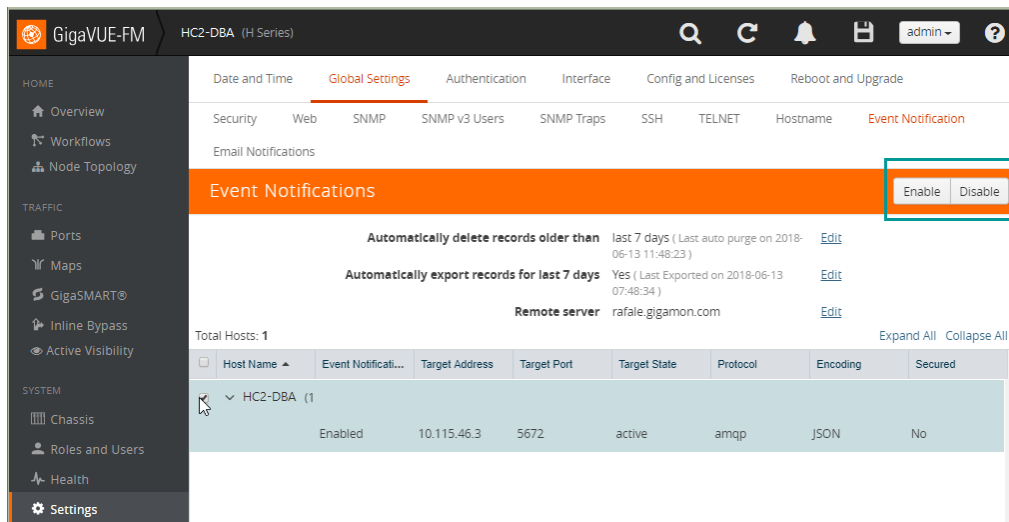 GigaVUE-FM
HC2-DBA (H Series)
admin
?
HOME
Overview
Workflows
Node Topology
TRAFFIC
Ports
Maps
GigaSMART®
Inline Bypass
Active Visibility
SYSTEM
Chassis
Roles and Users
Health
Settings
Date and Time Global Settings Authentication Interface Config and Licenses Reboot and Upgrade
Security Web SNMP SNMP v3 Users SNMP Traps SSH TELNET Hostname Event Notification
Email Notifications
Event Notifications Enable Disable
Automatically delete records older than last 7 days ( Last auto purge on 2018-
06-13 11:48:23 ) Edit
Automatically export records for last 7 days Yes ( Last Exported on 2018-06-13
07:48:34 ) Edit
Remote server rafale.gigamon.com Edit
Total Hosts: 1 Expand All Collapse All
Host Name Event Notificati... Target Address Target Port Target State Protocol Encoding Secured
HC2-DBA (1
Enabled 10.115.46.3 5672 active amqp JSON No